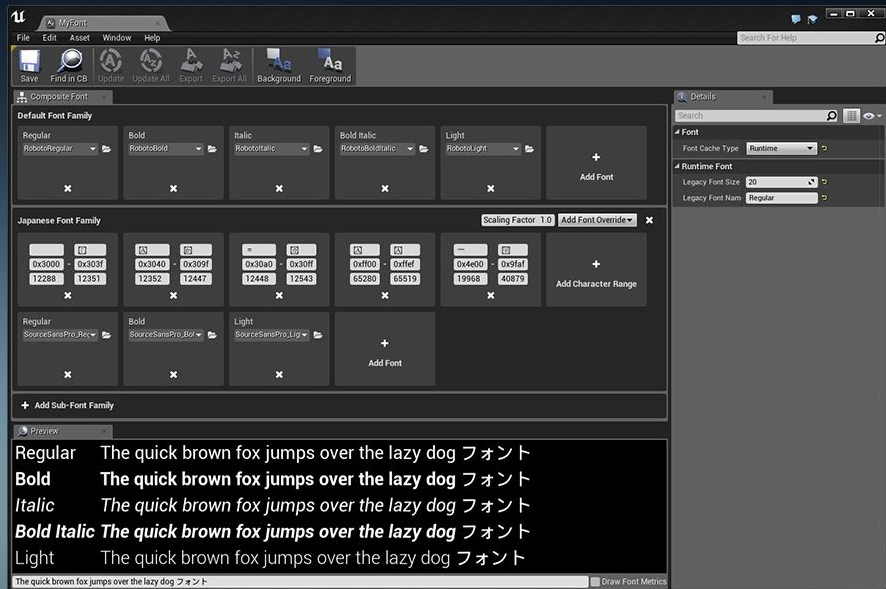 MyFont
File Edit Asset Window Help
Search For Help
Save Find in CB Update Update All Export Export All Background Foreground
Composite Font
Default Font Family
Regular Bold Italic Bold Italic Light
RobotoRegular RobotoBold RobotoItalic RobotoBoldItalic RobotoLight
Add Font
Japanese Font Family Scaling Factor 1.0 Add Font Override
0x3000 - 0x303f 0x3040 - 0x309f 0x30a0 - 0x30ff 0xff00 - 0xffef 0x4e00 - 0x9faf
12288 12351 12352 12447 12448 12543 65280 65519 19968 40879
Add Character Range
Regular Bold Light
SourceSansPro_Reg SourceSansPro_Bol SourceSansPro_Lig
Add Font
Add Sub-Font Family
Preview
Regular The quick brown fox jumps over the lazy dog フォント
Bold The quick brown fox jumps over the lazy dog フォント
Italic The quick brown fox jumps over the lazy dog フォント
Bold Italic The quick brown fox jumps over the lazy dog フォント
Light The quick brown fox jumps over the lazy dog フォント
The quick brown fox jumps over the lazy dog フォント
Draw Font Metrics
Details
Search
Font
Font Cache Type Runtime
Runtime Font
Legacy Font Size 20
Legacy Font Nam Regular